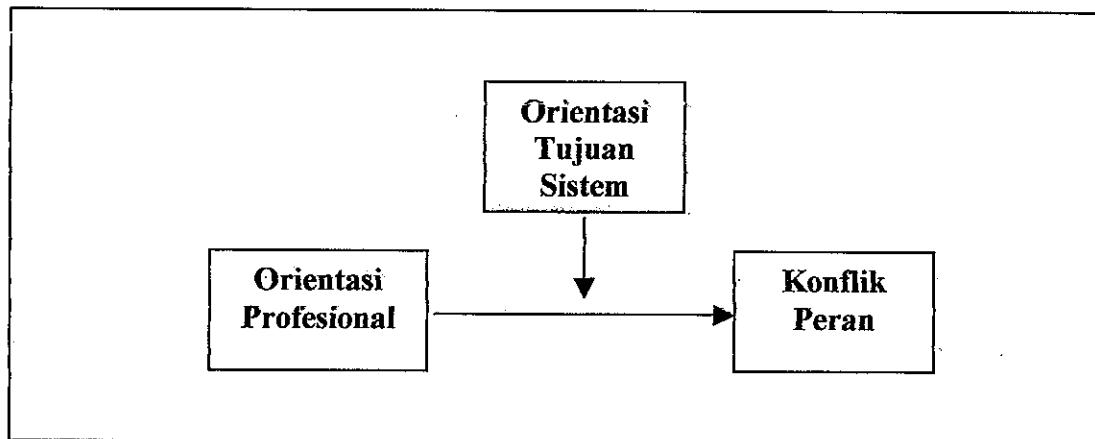 Orientasi
Tujuan
Sistem
Orientasi
Profesional
Konflik
Peran